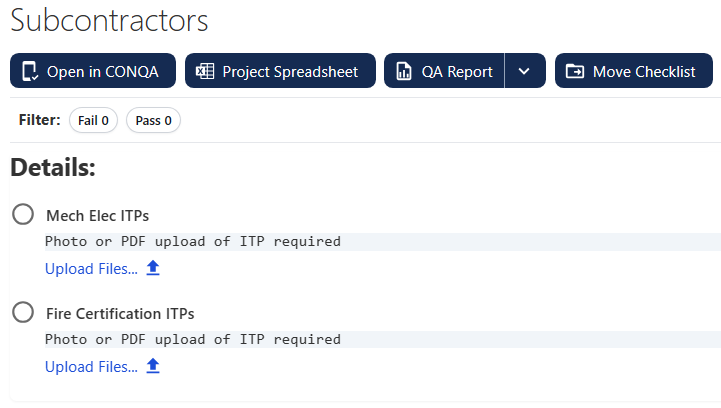 Subcontractors
Open in CONQA Project Spreadsheet QA Report Move Checklist
Filter: Fail 0 Pass 0
Details:
Mech Elec ITPs
Photo or PDF upload of ITP required
Upload Files...
Fire Certification ITPs
Photo or PDF upload of ITP required
Upload Files...